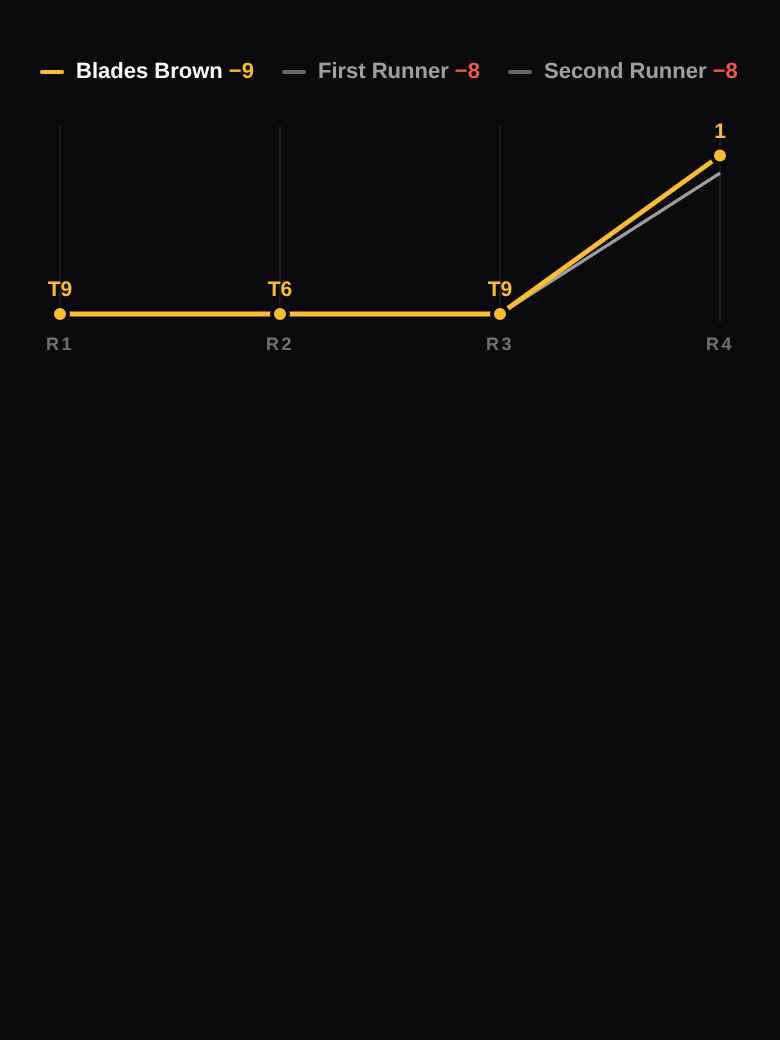 Blades Brown −9 First Runner −8 Second Runner −8
1
T9 T6 T9
R1 R2 R3 R4